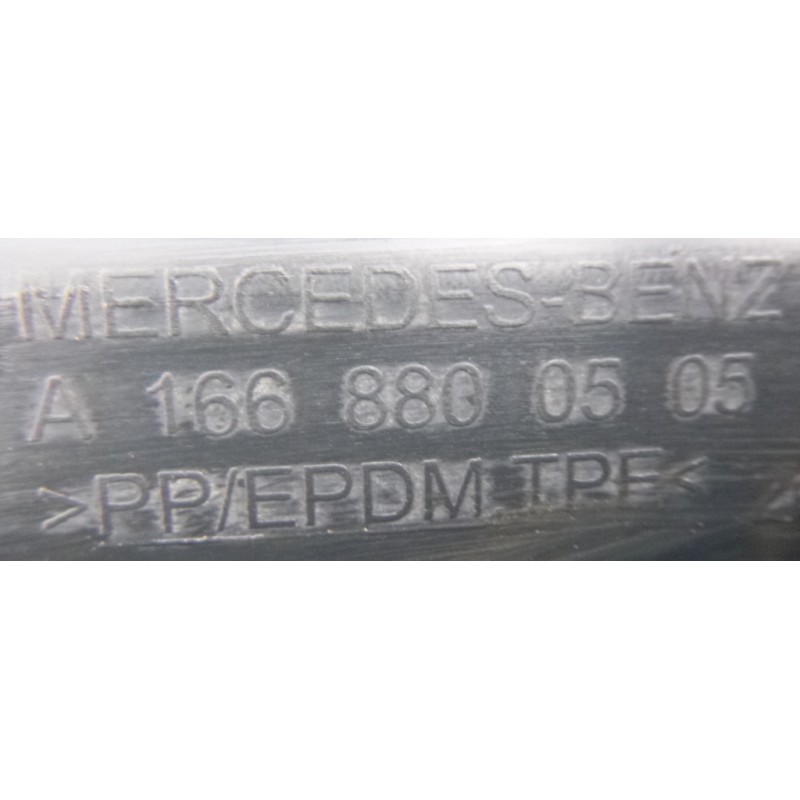 MERCEDES-BENZ
A 166 880 05 05
>PP/EPDM TPE<